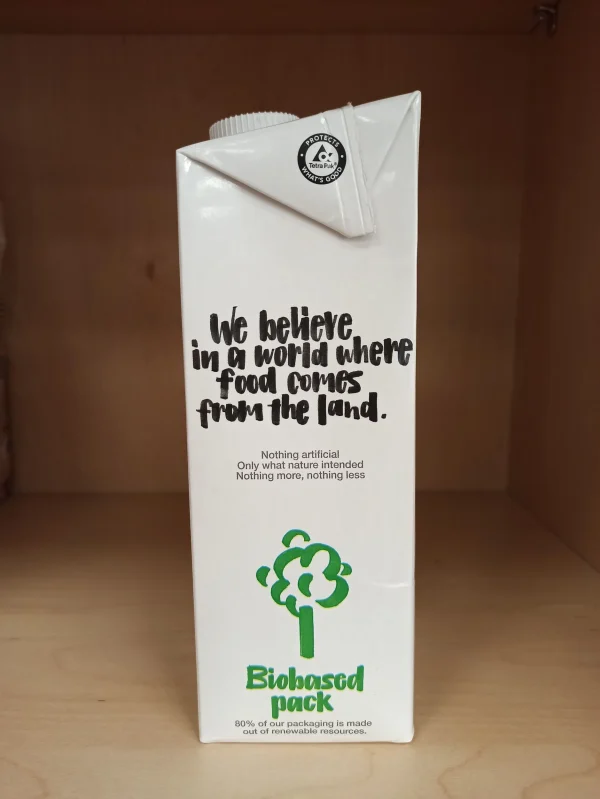 PROTECTS
Tetra Pak®
WHAT'S GOOD
We believe
in a world where
food comes
from the land.
Nothing artificial
Only what nature intended
Nothing more, nothing less
Biobased
pack
80% of our packaging is made
out of renewable resources.